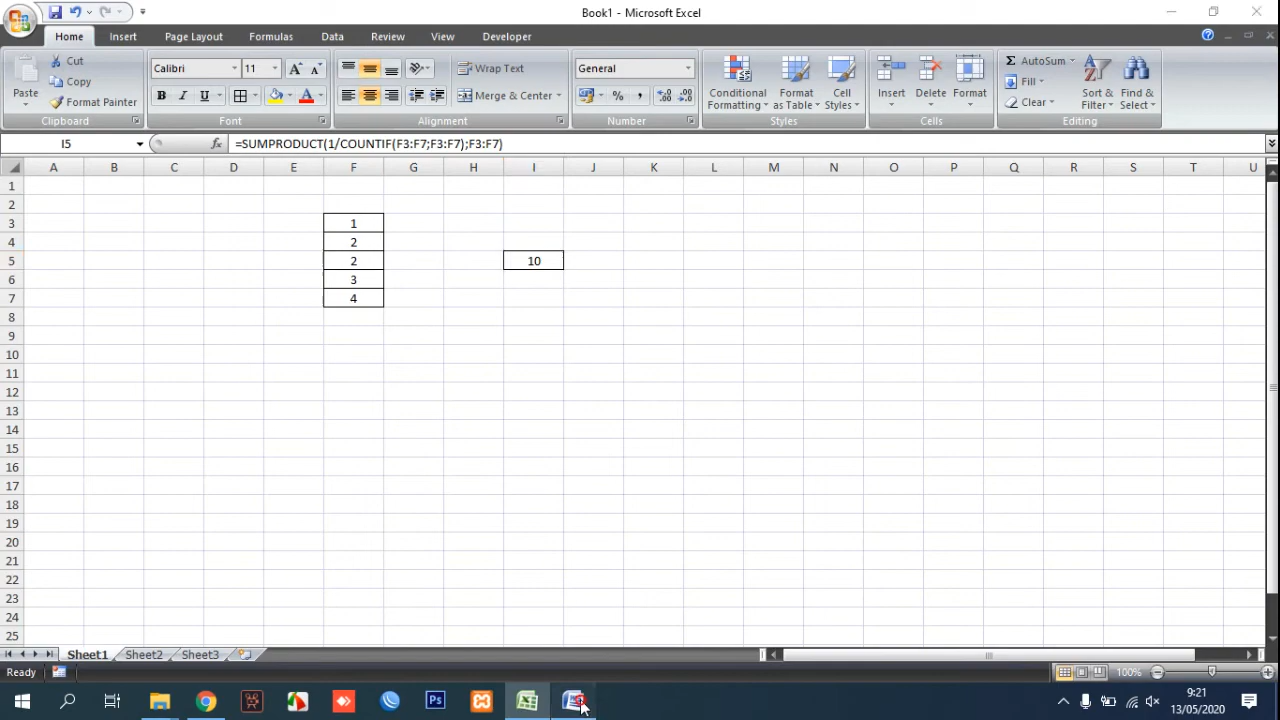 Book1 - Microsoft Excel
Home Insert Page Layout Formulas Data Review View Developer
Paste
Cut
Copy
Format Painter
Clipboard
Calibri 11
B I U
Font
Wrap Text
Merge & Center
Alignment
General
% ,
Number
Conditional Formatting
Format as Table
Cell Styles
Styles
Insert Delete Format
Cells
AutoSum
Fill
Clear
Sort & Filter
Find & Select
Editing
I5 fx =SUMPRODUCT(1/COUNTIF(F3:F7;F3:F7);F3:F7)
A B C D E F G H I J K L M N O P Q R S T U
1
2
3 1
4 2
5 2 10
6 3
7 4
8
9
10
11
12
13
14
15
16
17
18
19
20
21
22
23
24
25
Sheet1 Sheet2 Sheet3
Ready 100%
Ps
9:21
13/05/2020